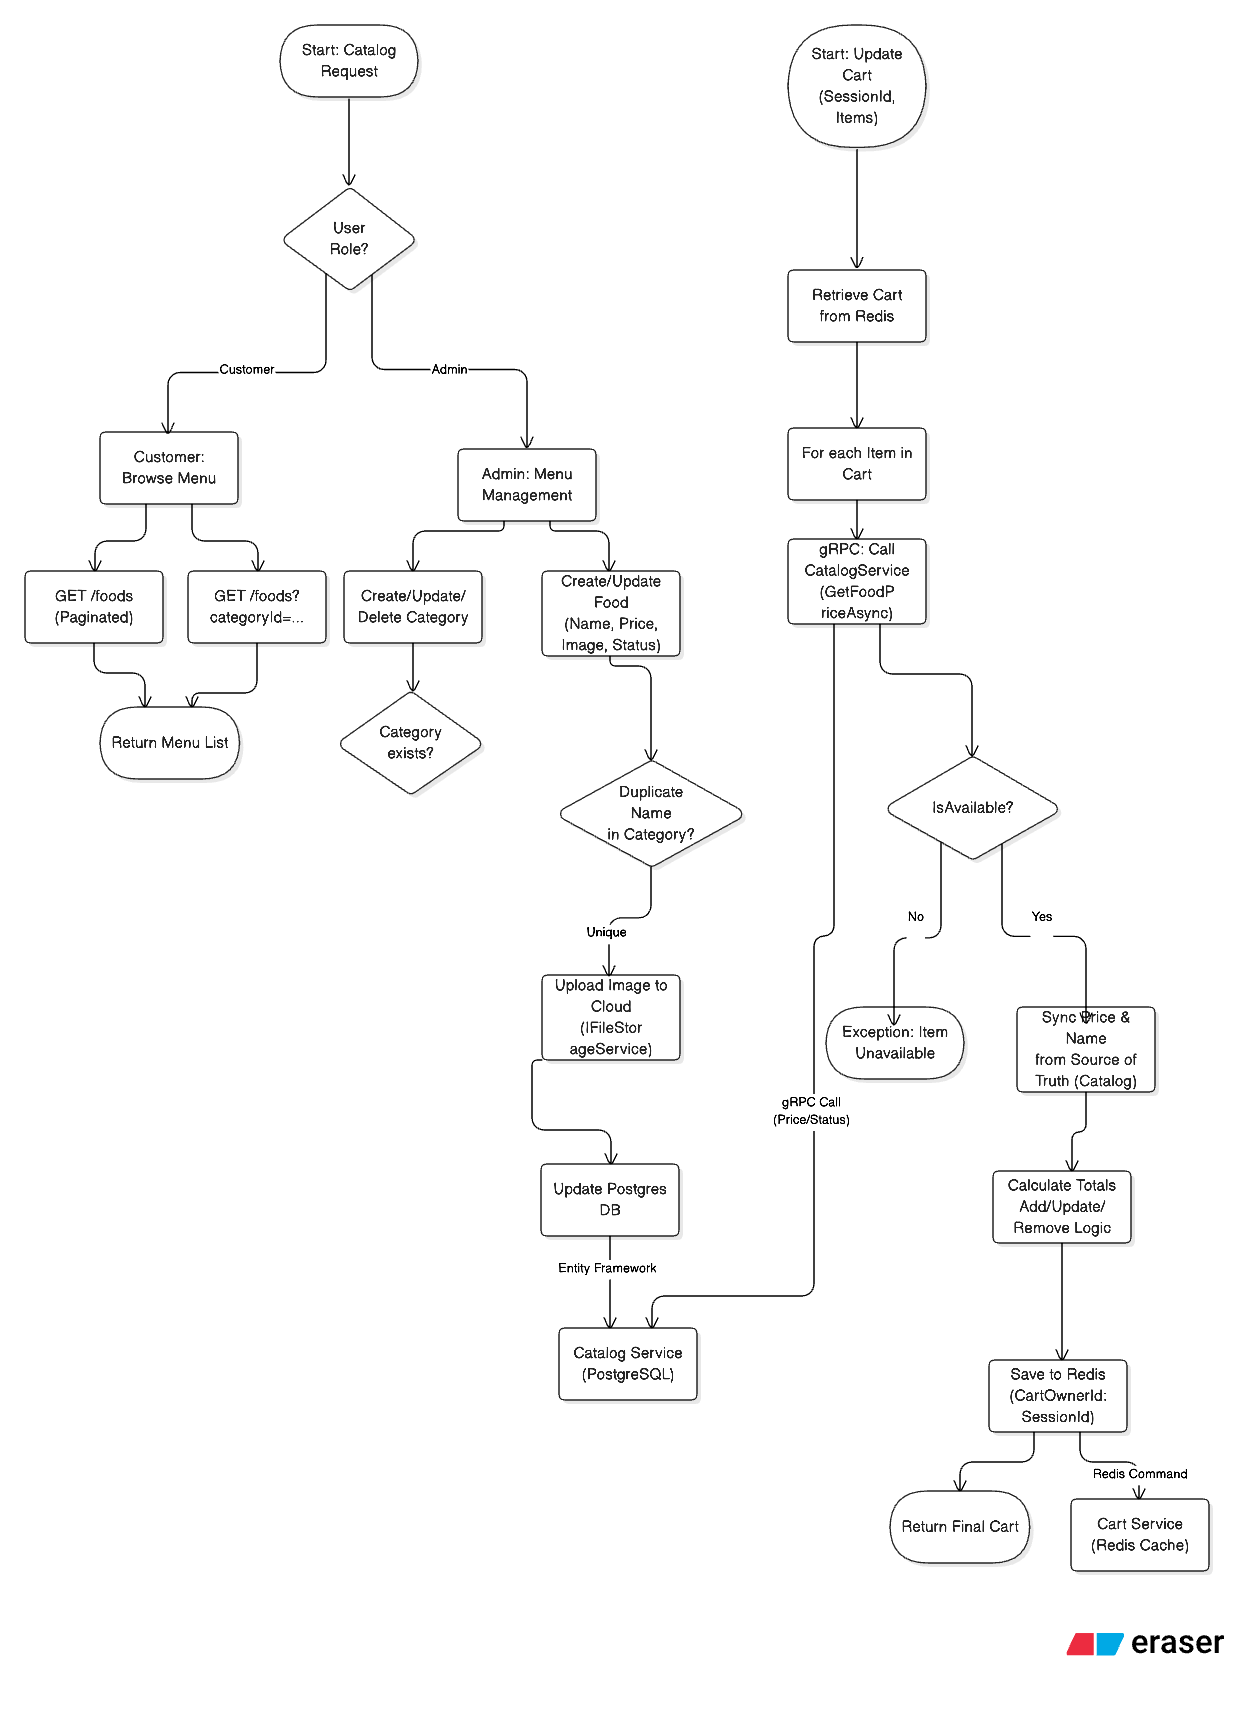 Start: Catalog
Request
User
Role?
Customer
Admin
Customer:
Browse Menu
Admin: Menu
Management
GET /foods
(Paginated)
GET /foods?
categoryId=...
Create/Update/
Delete Category
Create/Update
Food
(Name, Price,
Image, Status)
Return Menu List
Category
exists?
Duplicate
Name
in Category?
Unique
Upload Image to
Cloud
(IFileStor
ageService)
Update Postgres
DB
Entity Framework
Catalog Service
(PostgreSQL)
Start: Update
Cart
(SessionId,
Items)
Retrieve Cart
from Redis
For each Item in
Cart
gRPC: Call
CatalogService
(GetFoodP
riceAsync)
IsAvailable?
No
Yes
Exception: Item
Unavailable
Sync Price &
Name
from Source of
Truth (Catalog)
gRPC Call
(Price/Status)
Calculate Totals
Add/Update/
Remove Logic
Save to Redis
(CartOwnerId:
SessionId)
Redis Command
Return Final Cart
Cart Service
(Redis Cache)
eraser